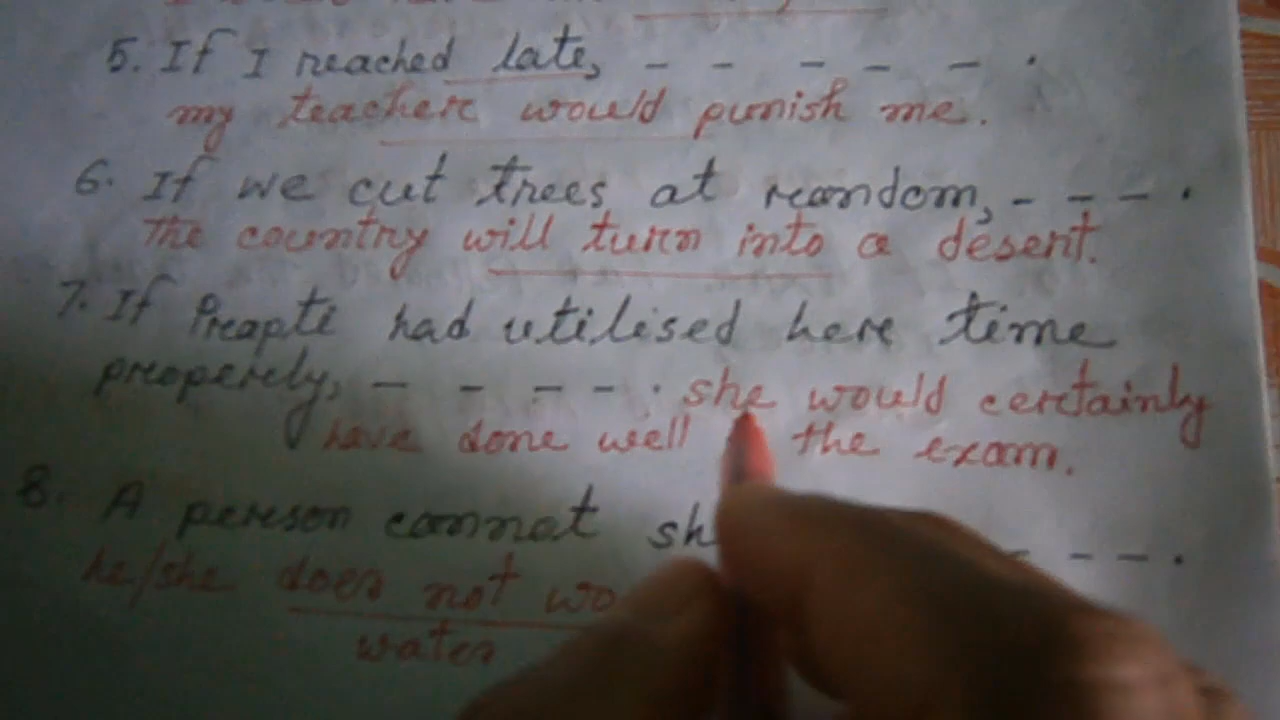 5. If I reached late, - - - - - .
my teacher would punish me.
6. If we cut trees at random, - - - .
The country will turn into a desert.
7. If Prapti had utilised here time
properly, - - - - . she would certainly
have done well the exam.
8. A person cannot sh - - - .
he/she does not wo
water